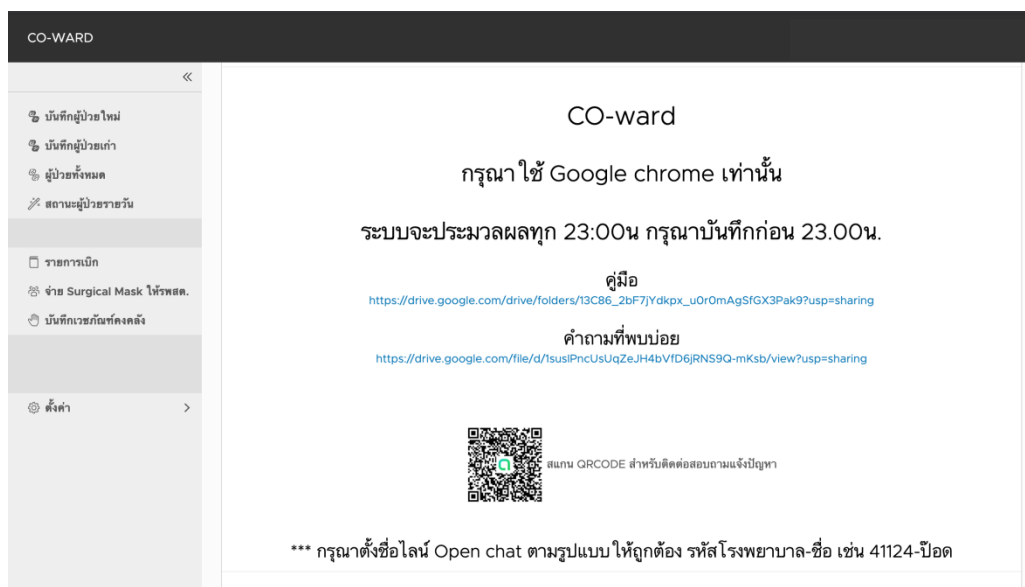 CO-WARD
«
บันทึกผู้ป่วยใหม่
บันทึกผู้ป่วยเก่า
ผู้ป่วยทั้งหมด
สถานะผู้ป่วยรายวัน
รายการเบิก
จ่าย Surgical Mask ให้รพสต.
บันทึกเวชภัณฑ์คงคลัง
ตั้งค่า >
CO-ward
กรุณาใช้ Google chrome เท่านั้น
ระบบจะประมวลผลทุก 23:00น กรุณาบันทึกก่อน 23.00น.
คู่มือ
https://drive.google.com/drive/folders/13C86_2bF7jYdkpx_u0r0mAgSfGX3Pak9?usp=sharing
คำถามที่พบบ่อย
https://drive.google.com/file/d/1susIPncUsUqZeJH4bVfD6jRNS9Q-mKsb/view?usp=sharing
สแกน QRCODE สำหรับติดต่อสอบถามแจ้งปัญหา
*** กรุณาตั้งชื่อไลน์ Open chat ตามรูปแบบให้ถูกต้อง รหัสโรงพยาบาล-ชื่อ เช่น 41124-ป๊อด